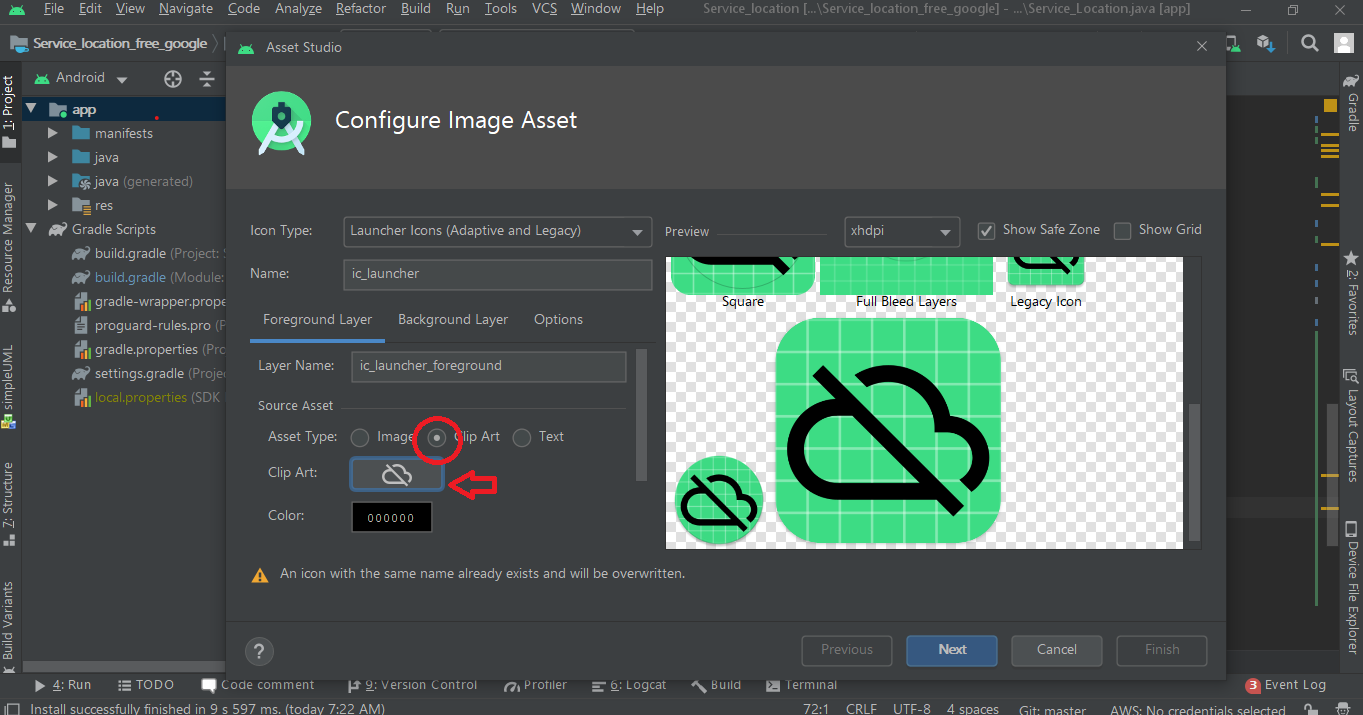 File Edit View Navigate Code Analyze Refactor Build Run Tools VCS Window Help Service_location [...\Service_location_free_google] - ...\Service_Location.java [app]
Service_location_free_google
Asset Studio
Android
Configure Image Asset
app
manifests
java
java (generated)
res
Gradle Scripts
build.gradle (Project: S
build.gradle (Module:
gradle-wrapper.prope
proguard-rules.pro (P
gradle.properties (Pro
settings.gradle (Projec
local.properties (SDK
1: Project
Resource Manager
simpleUML
7: Structure
Build Variants
Icon Type: Launcher Icons (Adaptive and Legacy)
Name: ic_launcher
Foreground Layer Background Layer Options
Layer Name: ic_launcher_foreground
Source Asset
Asset Type: Image Clip Art Text
Clip Art:
Color: 000000
Preview xhdpi Show Safe Zone Show Grid
Square Full Bleed Layers Legacy Icon
An icon with the same name already exists and will be overwritten.
? Previous Next Cancel Finish
Gradle
2: Favorites
Layout Captures
Device File Explorer
4: Run TODO Code comment 9: Version Control Profiler 6: Logcat Build Terminal 3 Event Log
Install successfully finished in 9 s 597 ms. (today 7:22 AM) 72:1 CRLF UTF-8 4 spaces Git: master AWS: No credentials selected